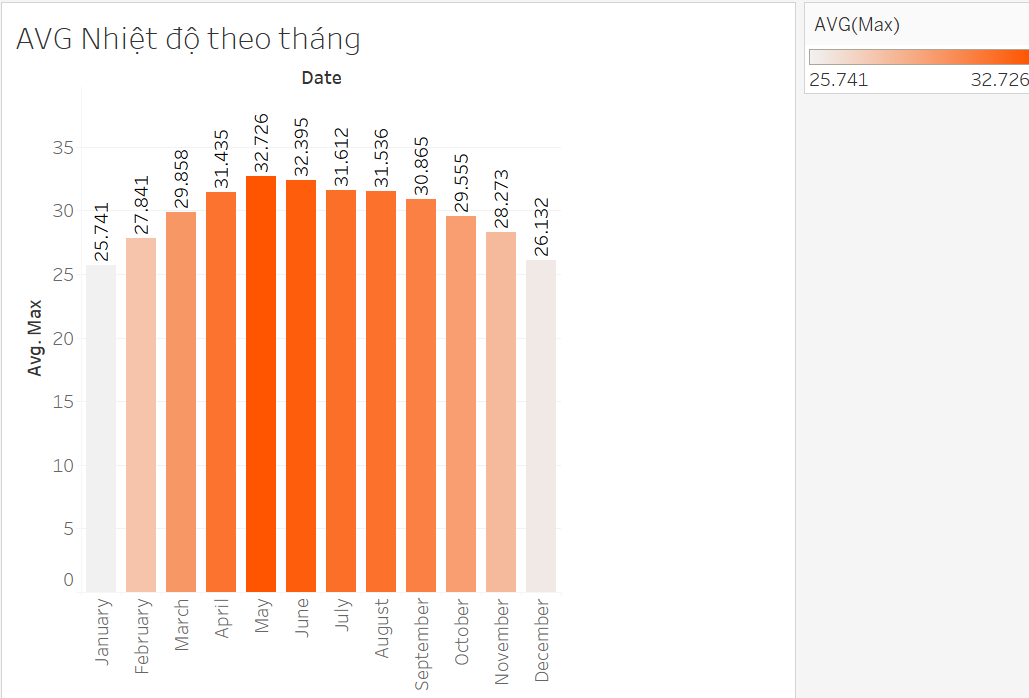 AVG Nhiệt độ theo tháng
Date
Avg. Max
35
30
25
20
15
10
5
0
25.741
27.841
29.858
31.435
32.726
32.395
31.612
31.536
30.865
29.555
28.273
26.132
January
February
March
April
May
June
July
August
September
October
November
December
AVG(Max)
25.741 32.726